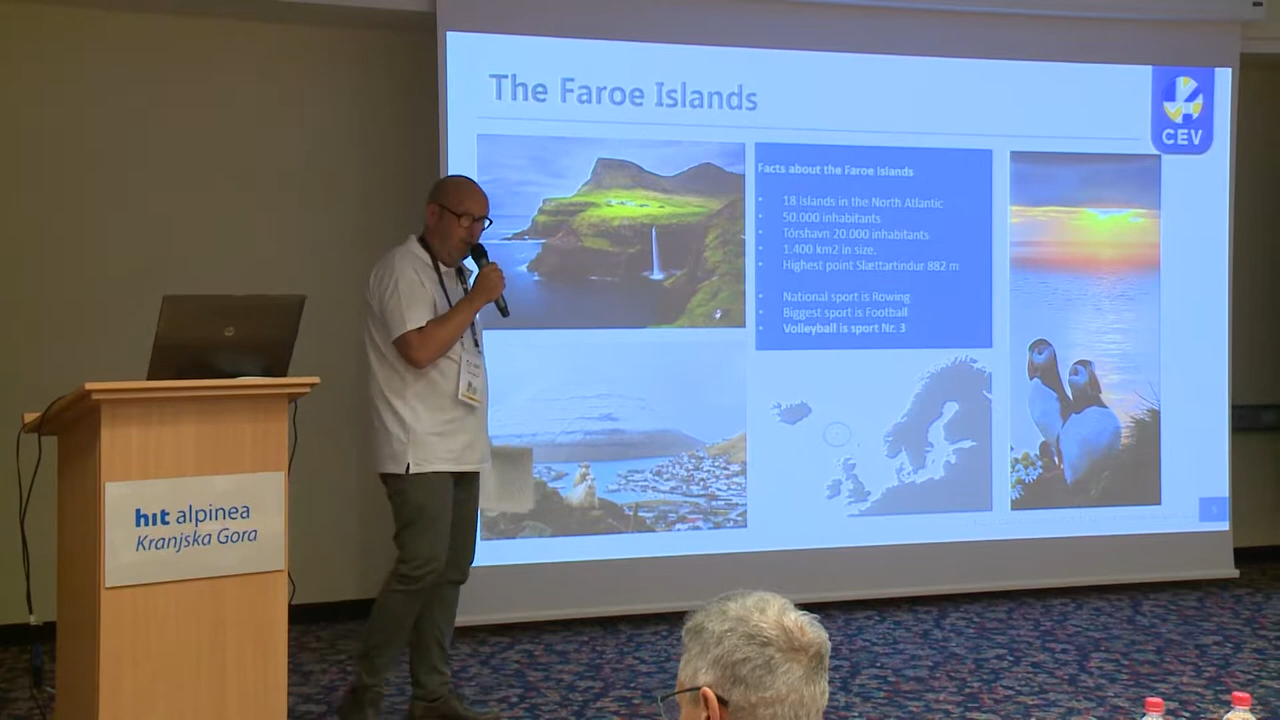 The Faroe Islands
CEV
Facts about the Faroe Islands
• 18 islands in the North Atlantic
• 50.000 inhabitants
• Tórshavn 20.000 inhabitants
• 1.400 km2 in size.
• Highest point Slættartindur 882 m
• National sport is Rowing
• Biggest sport is Football
• Volleyball is sport Nr. 3
5
hit alpinea
Kranjska Gora